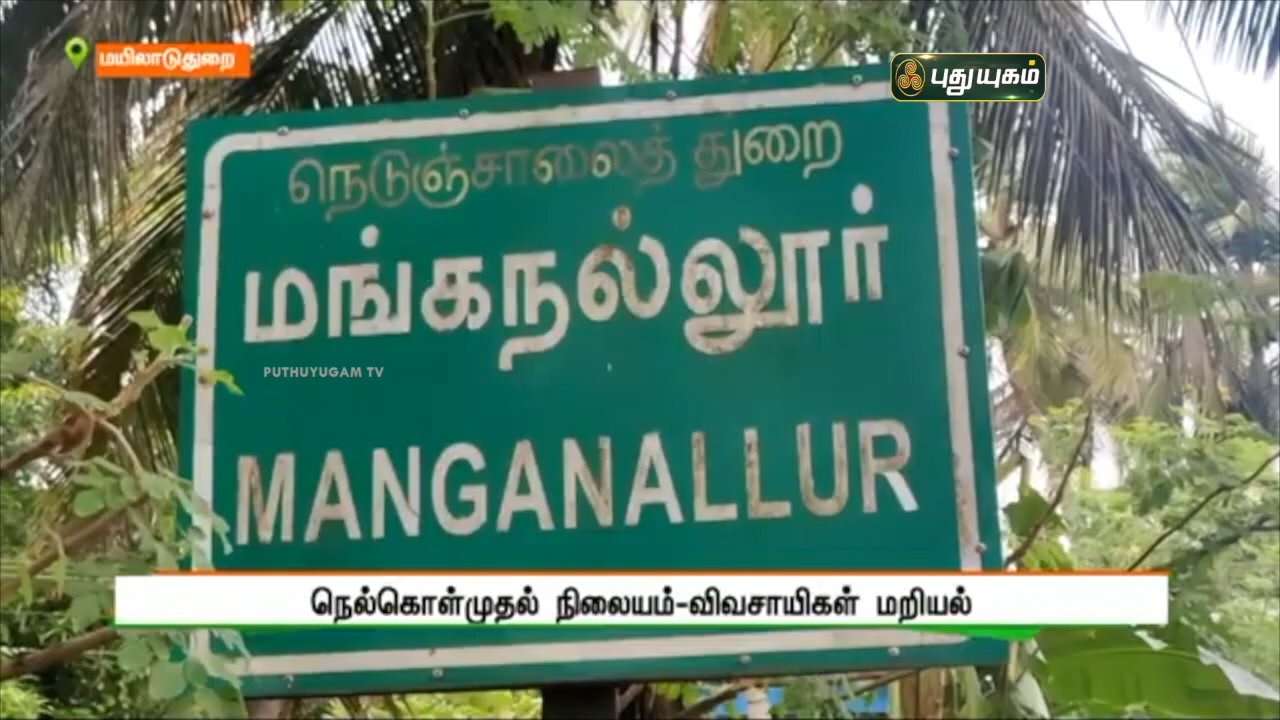 மயிலாடுதுறை
புதுயுகம்
நெடுஞ்சாலைத் துறை
மங்கநல்லூர்
PUTHUYUGAM TV
MANGANALLUR
நெல்கொள்முதல் நிலையம்-விவசாயிகள் மறியல்